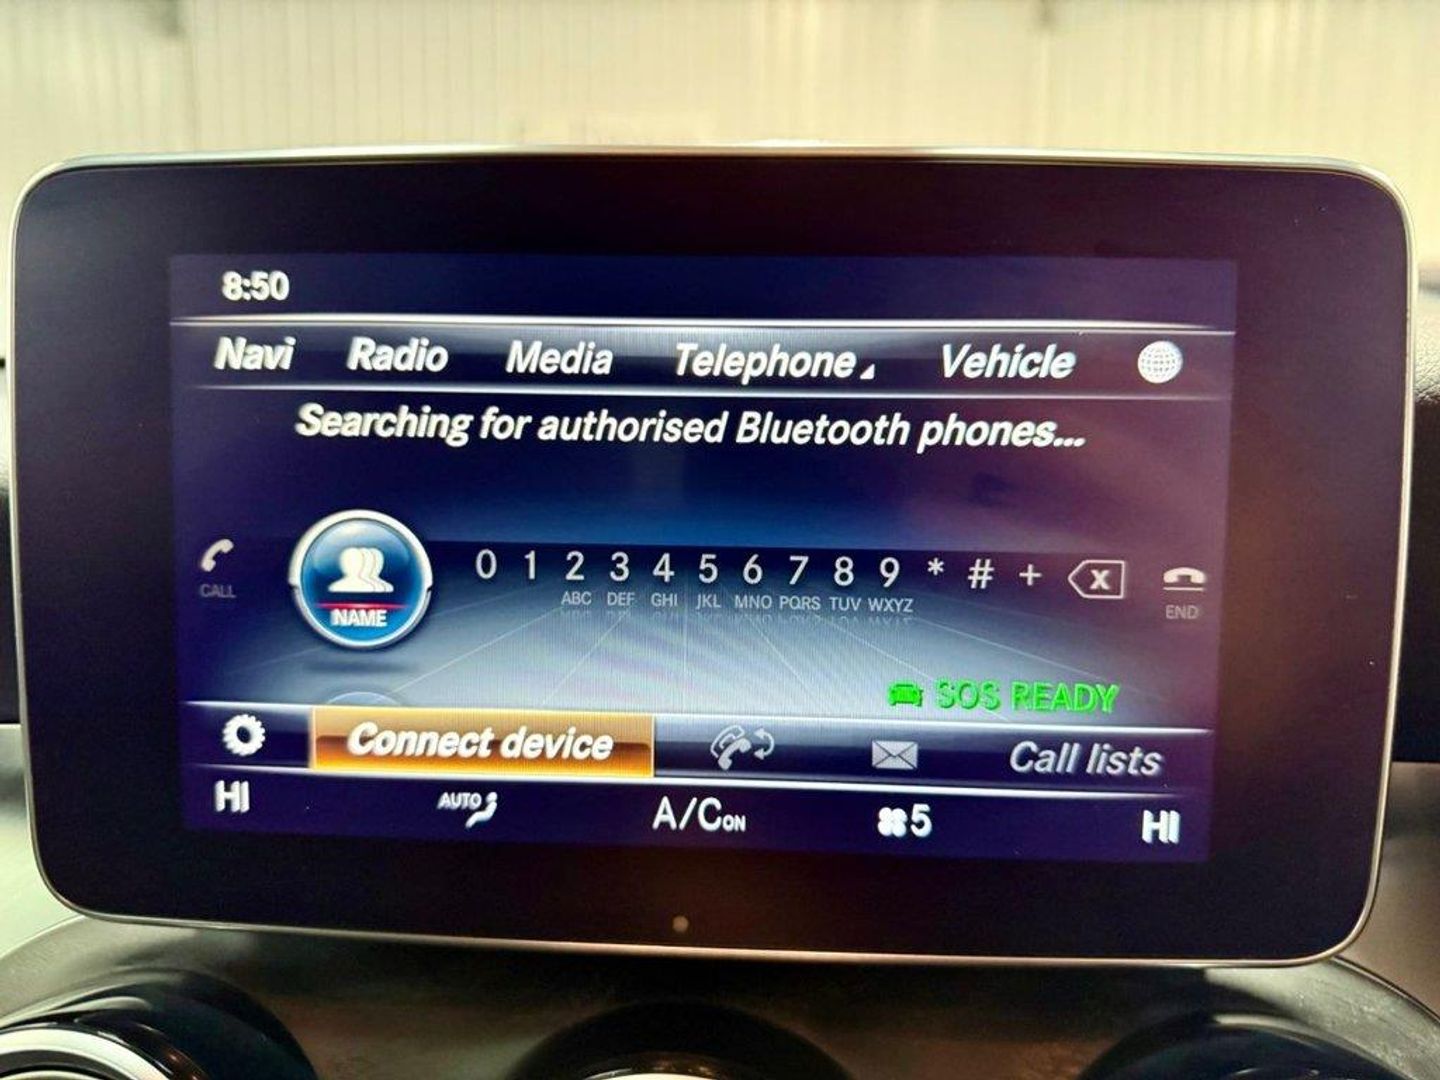 8:50
Navi Radio Media Telephone Vehicle
Searching for authorised Bluetooth phones...
CALL NAME 0 1 2 3 4 5 6 7 8 9 * # + X END
ABC DEF GHI JKL MNO PQRS TUV WXYZ
SOS READY
Connect device Call lists
HI AUTO A/C ON 5 HI